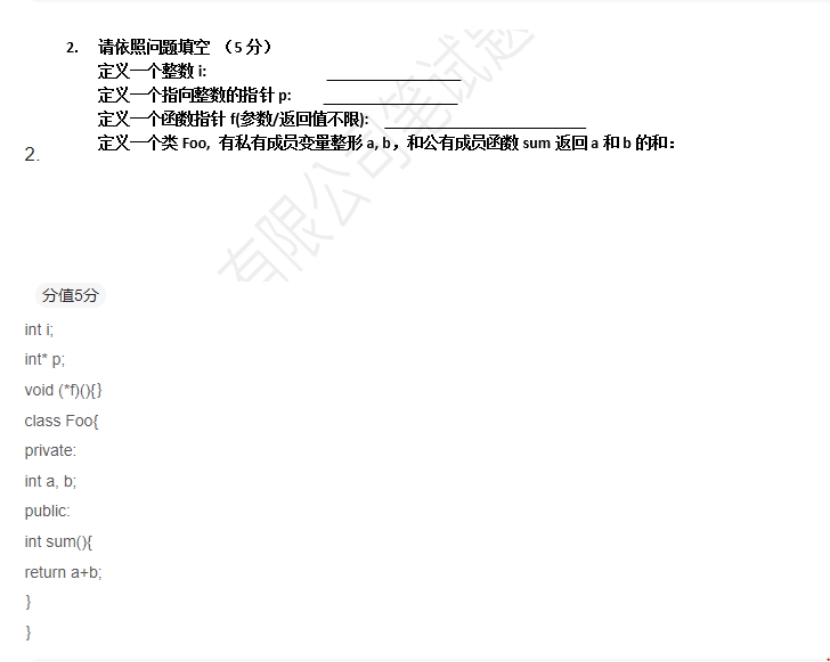 2. 请依照问题填空 （5分）
定义一个整数 i: ____________
定义一个指向整数的指针 p: ____________
定义一个函数指针 f(参数/返回值不限): ____________
定义一个类 Foo, 有私有成员变量整形 a, b，和公有成员函数 sum 返回 a 和 b 的和：
2.
有限公司笔试题
分值5分
int i;
int* p;
void (*f)(){}
class Foo{
private:
int a, b;
public:
int sum(){
return a+b;
}
}